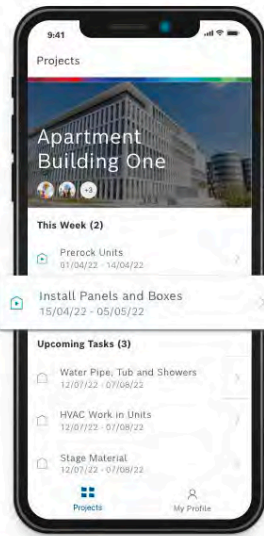 9:41
Projects
Apartment
Building One
+3
This Week (2)
Prerock Units
01/04/22 - 14/04/22
Install Panels and Boxes
15/04/22 - 05/05/22
Upcoming Tasks (3)
Water Pipe, Tub and Showers
12/07/22 - 07/08/22
HVAC Work in Units
12/07/22 - 07/08/22
Stage Material
12/07/22 - 07/08/22
Projects
My Profile